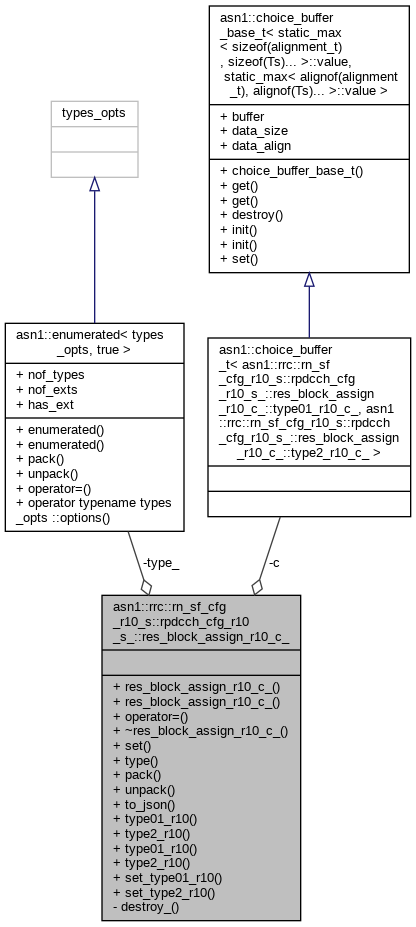 asn1::choice_buffer
_base_t< static_max
< sizeof(alignment_t)
, sizeof(Ts)... >::value,
static_max< alignof(alignment
_t), alignof(Ts)... >::value >
+ buffer
+ data_size
+ data_align
+ choice_buffer_base_t()
+ get()
+ get()
+ destroy()
+ init()
+ init()
+ set()
types_opts
asn1::enumerated< types
_opts, true >
+ nof_types
+ nof_exts
+ has_ext
+ enumerated()
+ enumerated()
+ pack()
+ unpack()
+ operator=()
+ operator typename types
_opts ::options()
asn1::choice_buffer
_t< asn1::rrc::rn_sf
_cfg_r10_s::rpdcch_cfg
_r10_s_::res_block_assign
_r10_c_::type01_r10_c_, asn1
::rrc::rn_sf_cfg_r10_s::rpdcch
_cfg_r10_s_::res_block_assign
_r10_c_::type2_r10_c_ >
-type_
-c
asn1::rrc::rn_sf_cfg
_r10_s::rpdcch_cfg_r10
_s_::res_block_assign_r10_c_
+ res_block_assign_r10_c_()
+ res_block_assign_r10_c_()
+ operator=()
+ ~res_block_assign_r10_c_()
+ set()
+ type()
+ pack()
+ unpack()
+ to_json()
+ type01_r10()
+ type2_r10()
+ type01_r10()
+ type2_r10()
+ set_type01_r10()
+ set_type2_r10()
- destroy_()